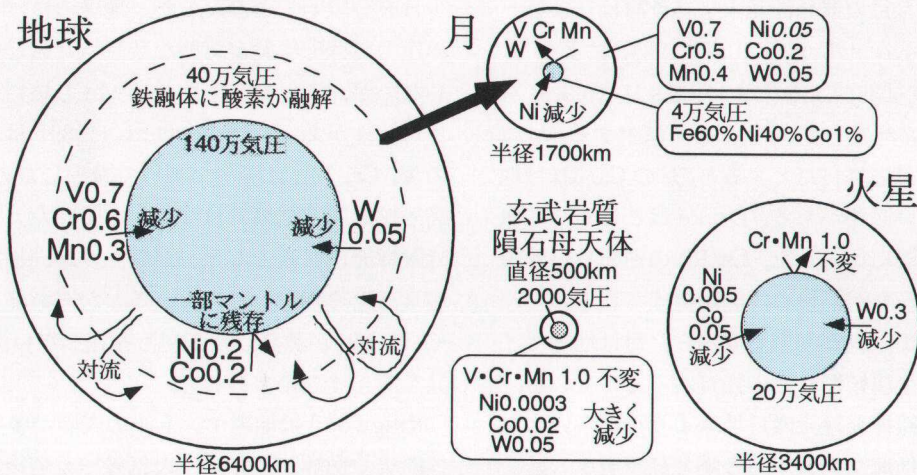 地球
40万気圧
鉄融体に酸素が融解
140万気圧
V0.7
Cr0.6
Mn0.3
減少
減少
W
0.05
一部マントル
に残存
Ni0.2
Co0.2
対流
対流
半径6400km
月
V Cr Mn
W
Ni減少
半径1700km
V0.7 Ni0.05
Cr0.5 Co0.2
Mn0.4 W0.05
4万気圧
Fe60%Ni40%Co1%
玄武岩質
隕石母天体
直径500km
2000気圧
V•Cr•Mn 1.0 不変
Ni0.0003
Co0.02
W0.05
大きく
減少
火星
Cr•Mn 1.0
不変
Ni
0.005
Co
0.05
減少
W0.3
減少
20万気圧
半径3400km